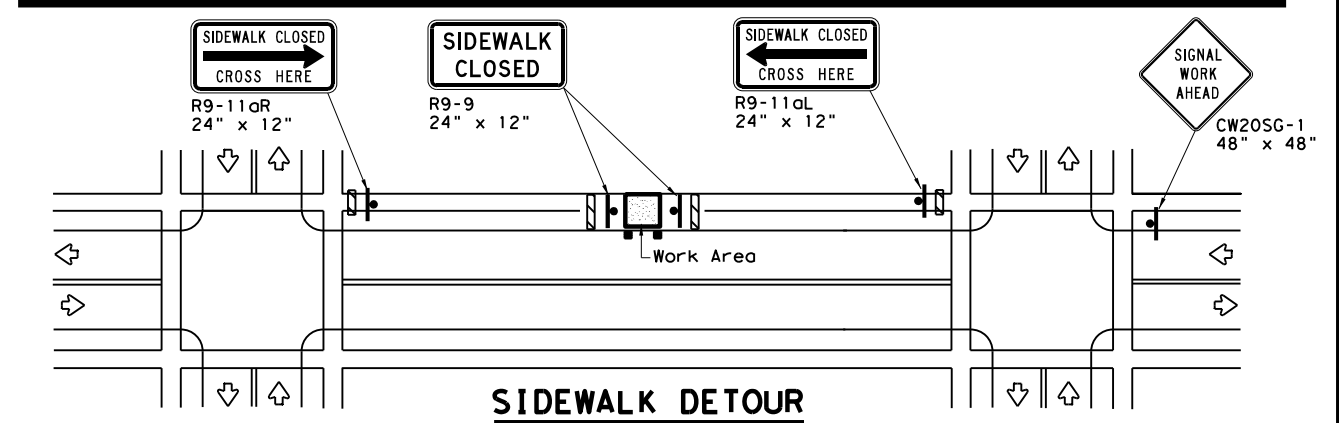 SIDEWALK CLOSED
CROSS HERE
R9-11aR
24" x 12"
SIDEWALK
CLOSED
R9-9
24" x 12"
SIDEWALK CLOSED
CROSS HERE
R9-11aL
24" x 12"
SIGNAL
WORK
AHEAD
CW20SG-1
48" x 48"
Work Area
SIDEWALK DETOUR